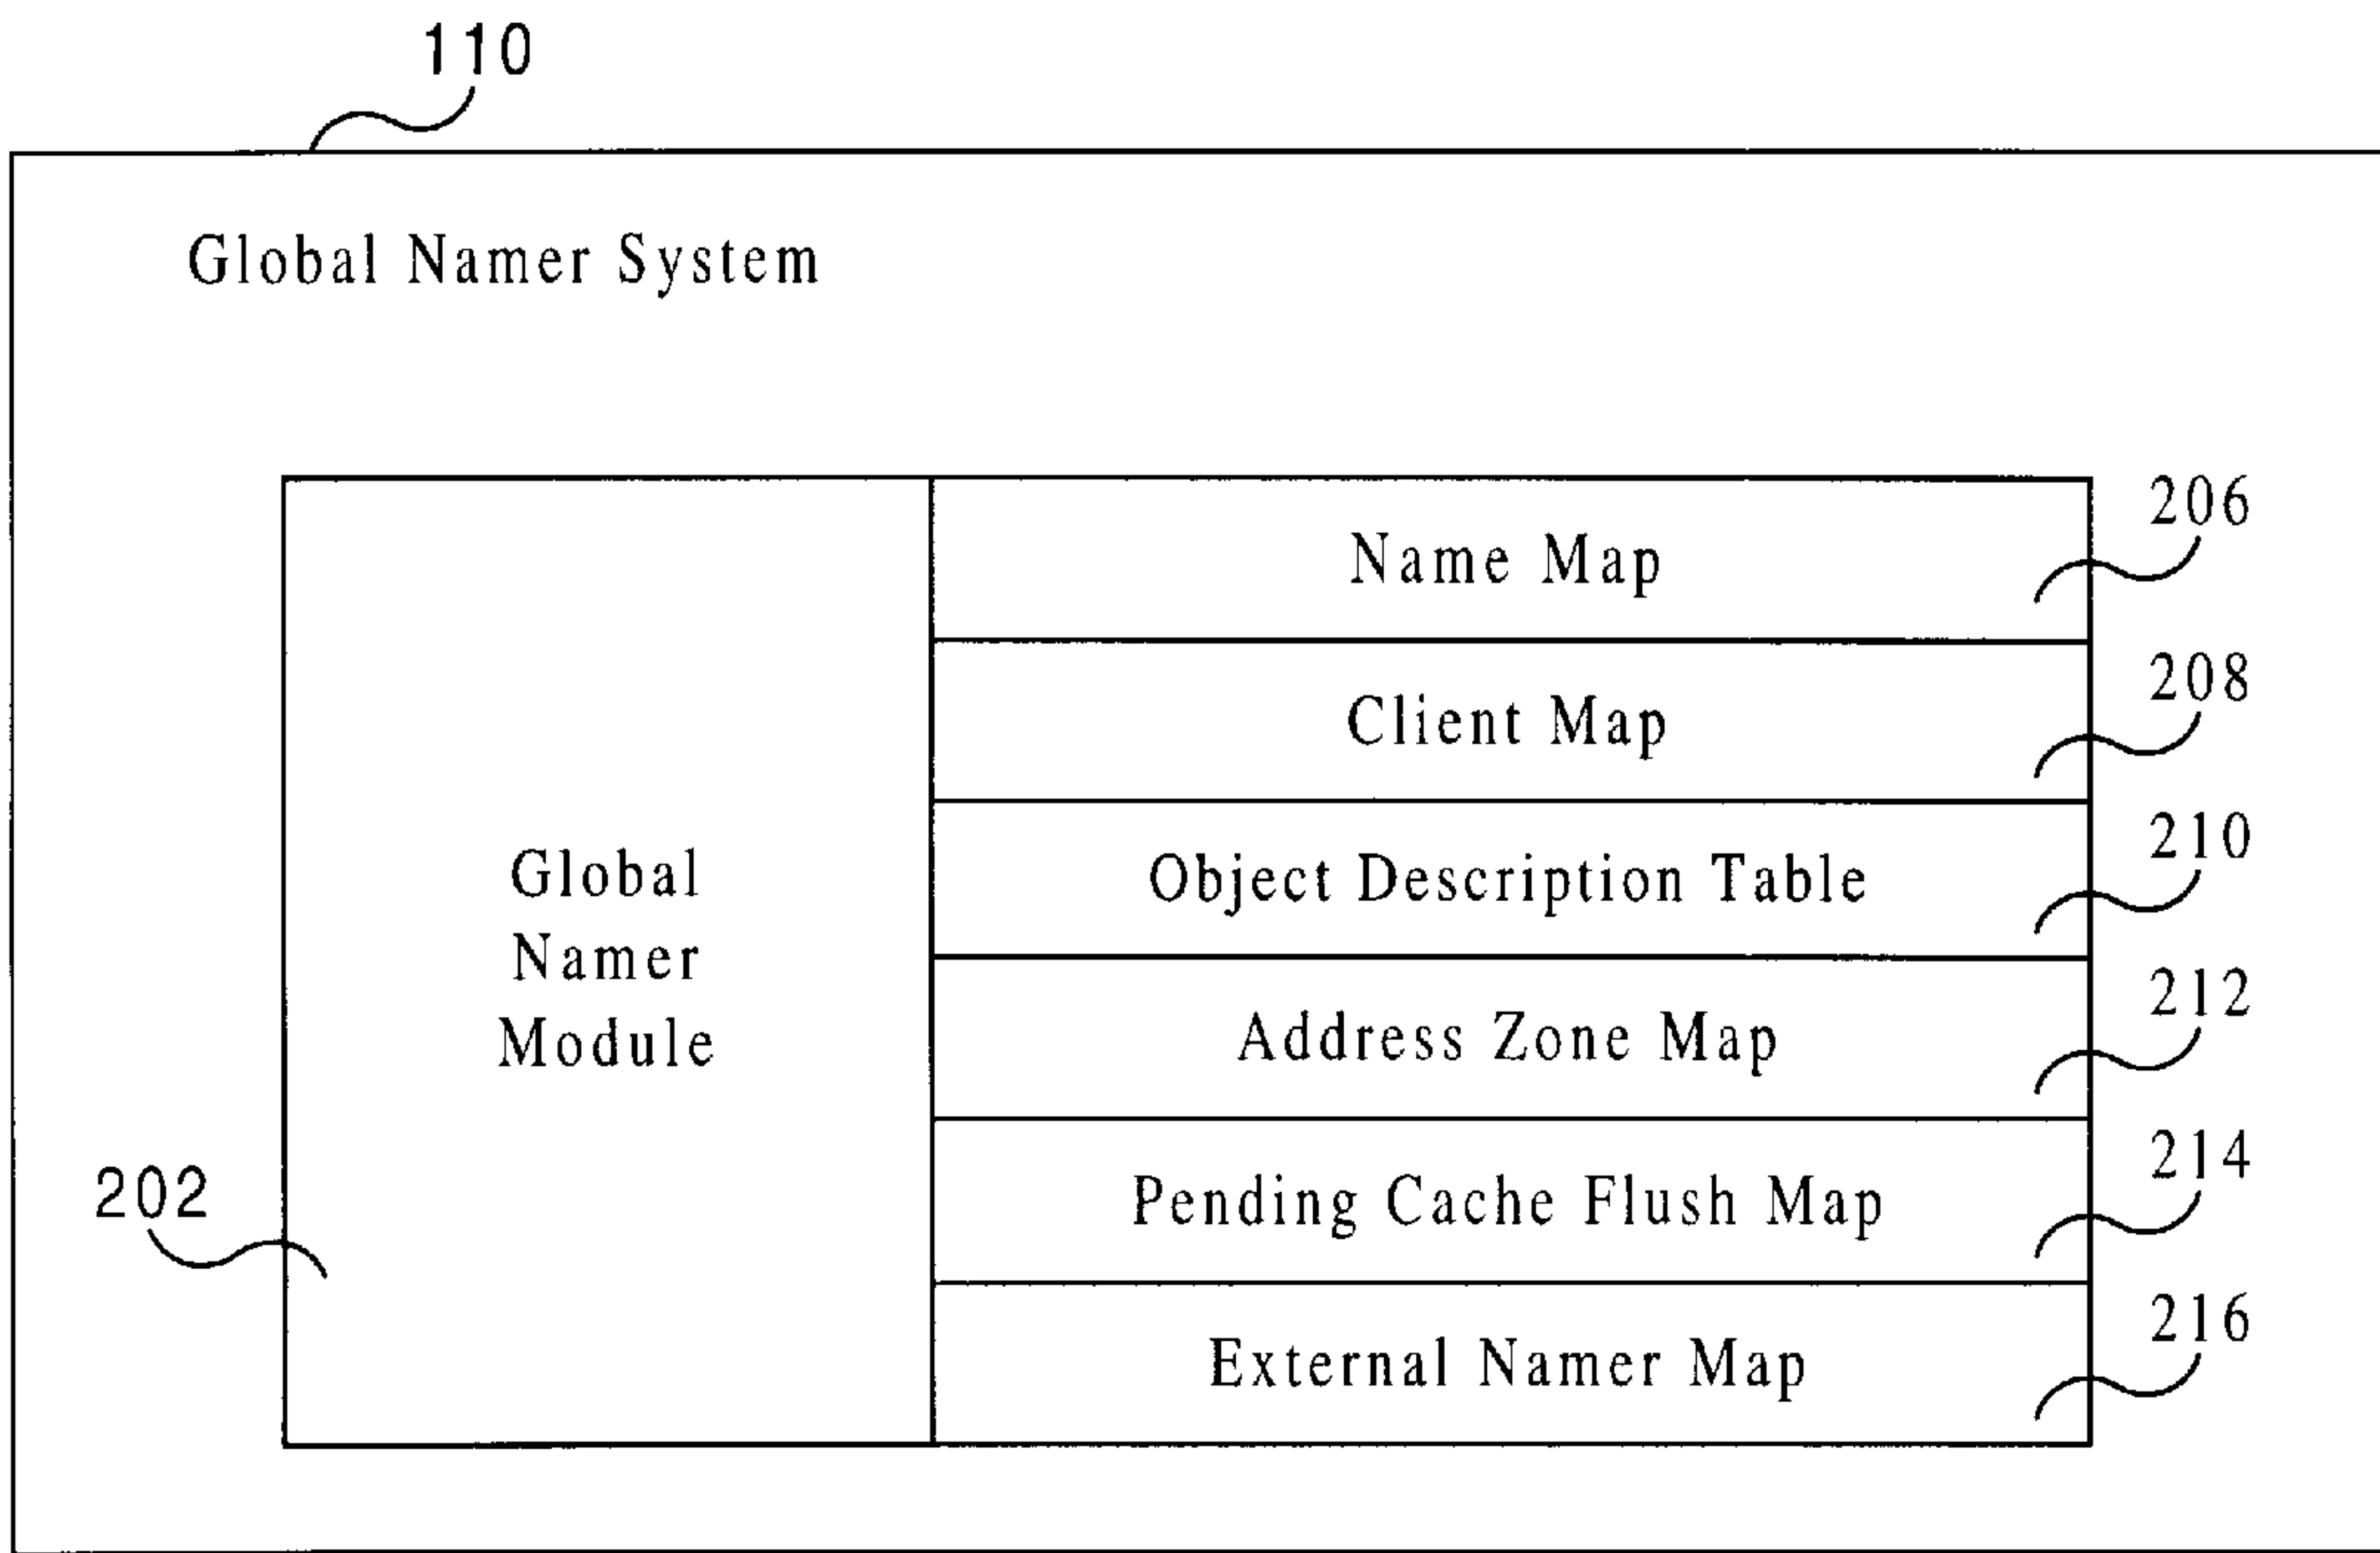 110
Global Namer System
206
Name Map
208
Client Map
210
Global
Object Description Table
Namer
212
Module
Address Zone Map
214
202
Pending Cache Flush Map
216
External Namer Map